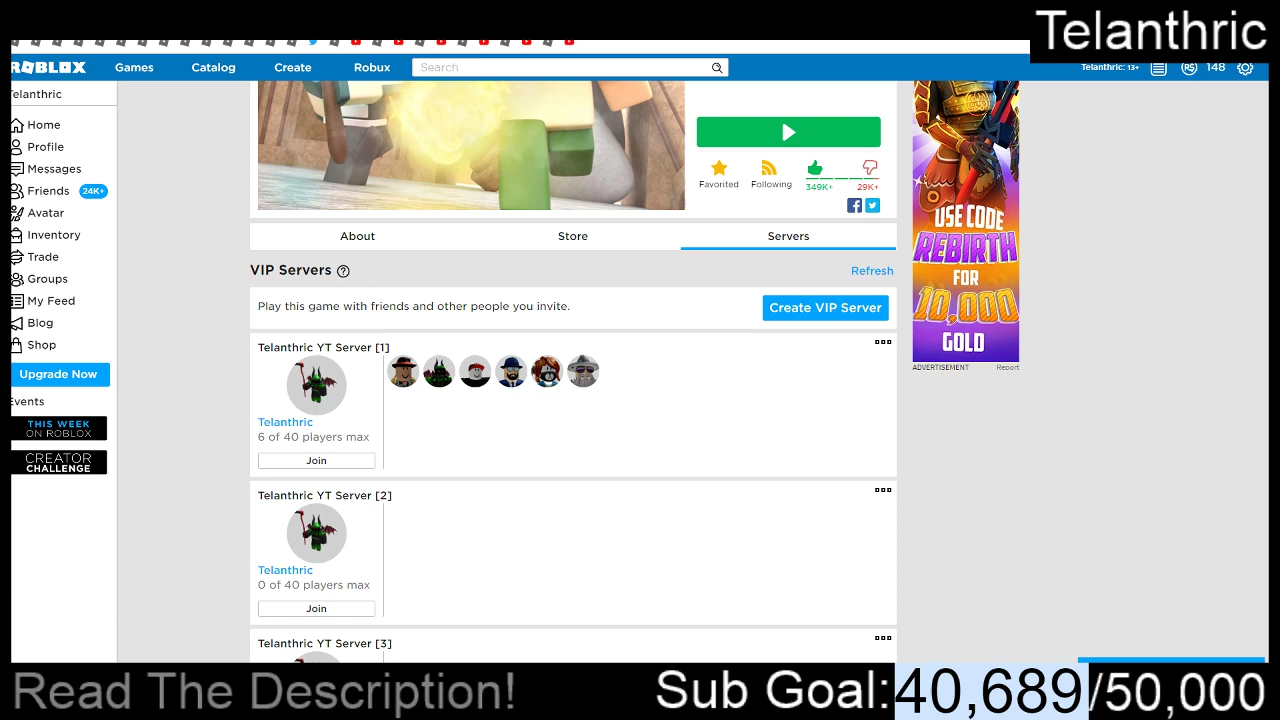 Telanthric
ROBLOX
Games
Catalog
Create
Robux
Search
Telanthric: 13+
R$
148
Telanthric
Home
Profile
Messages
Friends
24K+
Avatar
Inventory
Trade
Groups
My Feed
Blog
Shop
Upgrade Now
Events
THIS WEEK
ON ROBLOX
CREATOR
CHALLENGE
Favorited
Following
349K+
29K+
About
Store
Servers
VIP Servers
Refresh
Play this game with friends and other people you invite.
Create VIP Server
Telanthric YT Server [1]
Telanthric
6 of 40 players max
Join
Telanthric YT Server [2]
Telanthric
0 of 40 players max
Join
Telanthric YT Server [3]
USE CODE
REBIRTH
FOR
10,000
GOLD
ADVERTISEMENT
Report
Read The Description!
Sub Goal:40,689/50,000